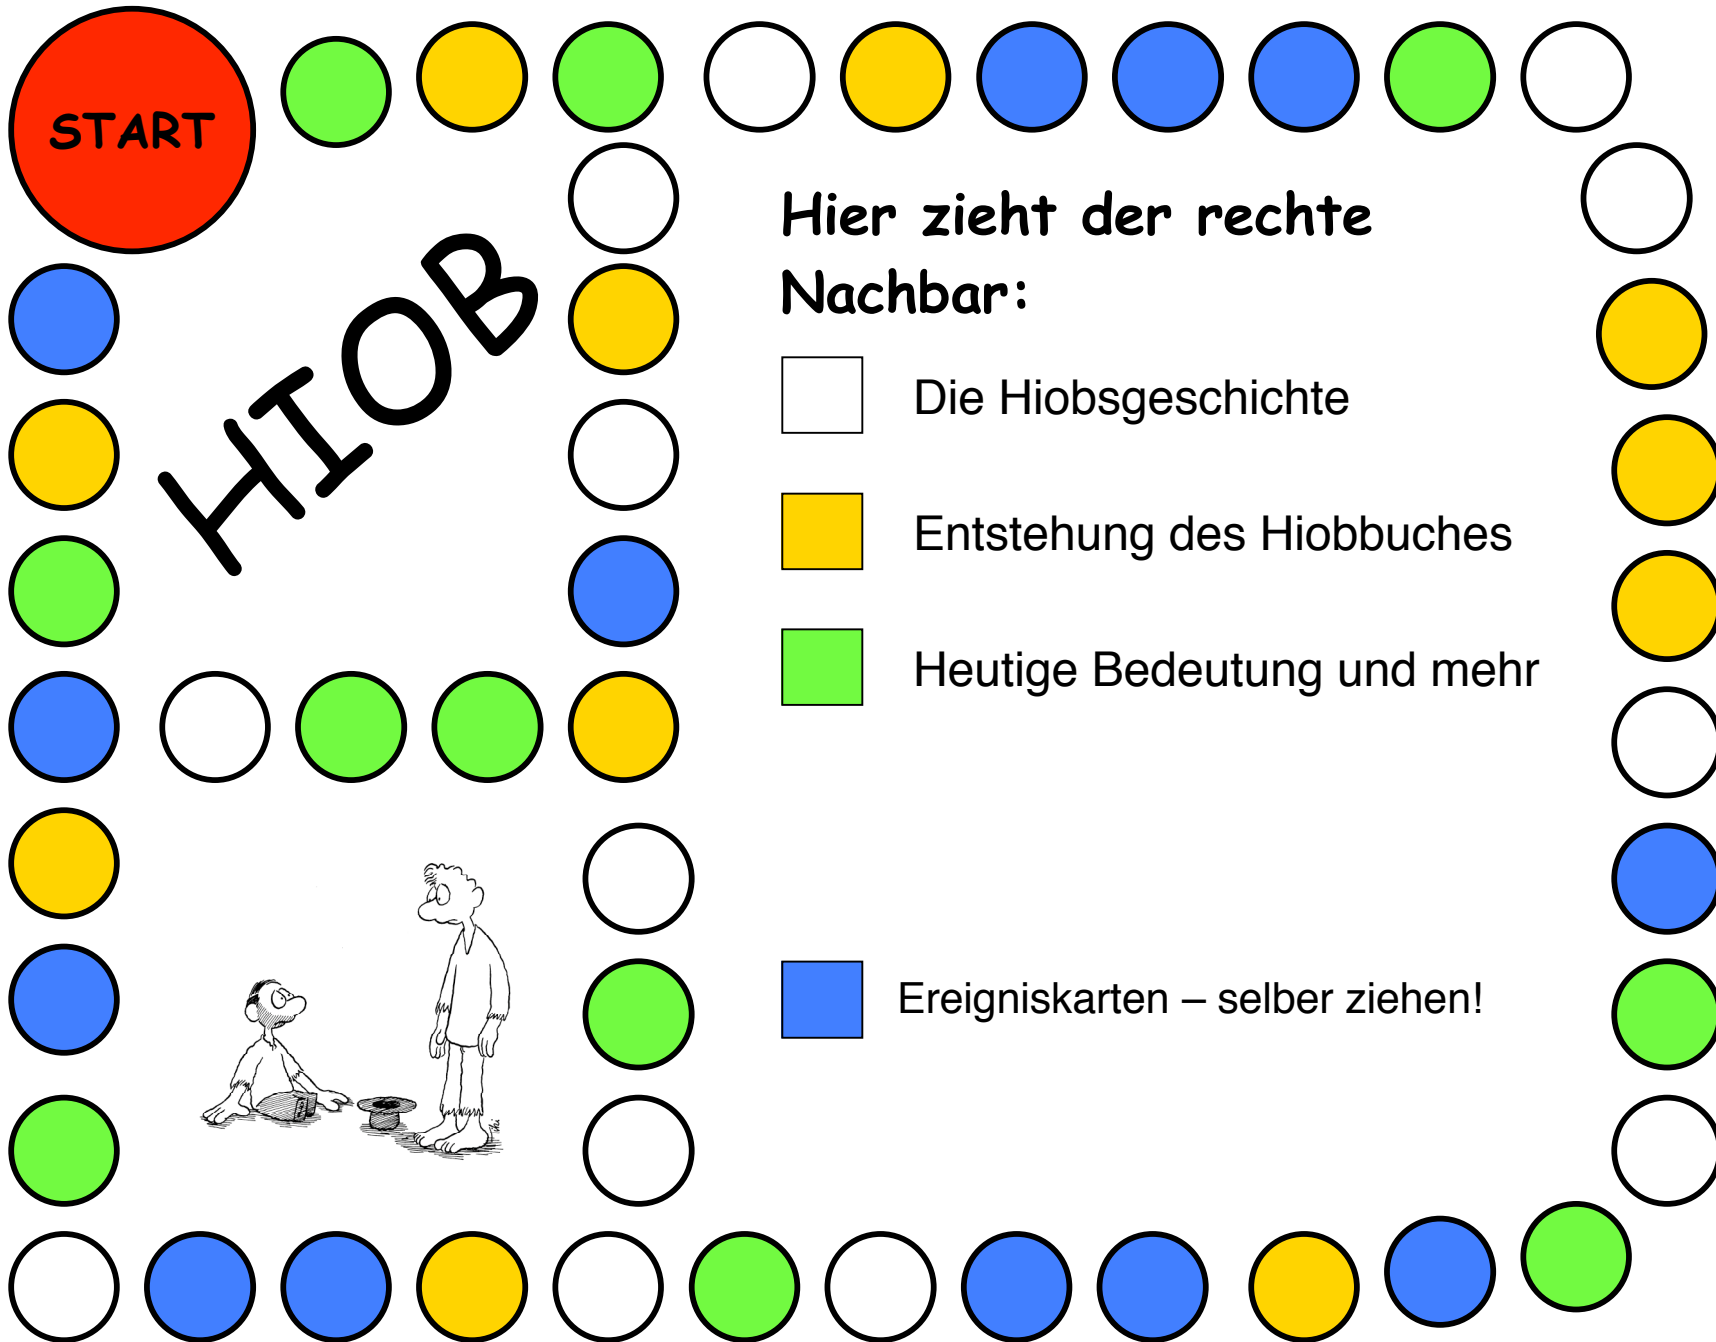 START
HIOB
Hier zieht der rechte
Nachbar:
Die Hiobsgeschichte
Entstehung des Hiobbuches
Heutige Bedeutung und mehr
Ereigniskarten – selber ziehen!